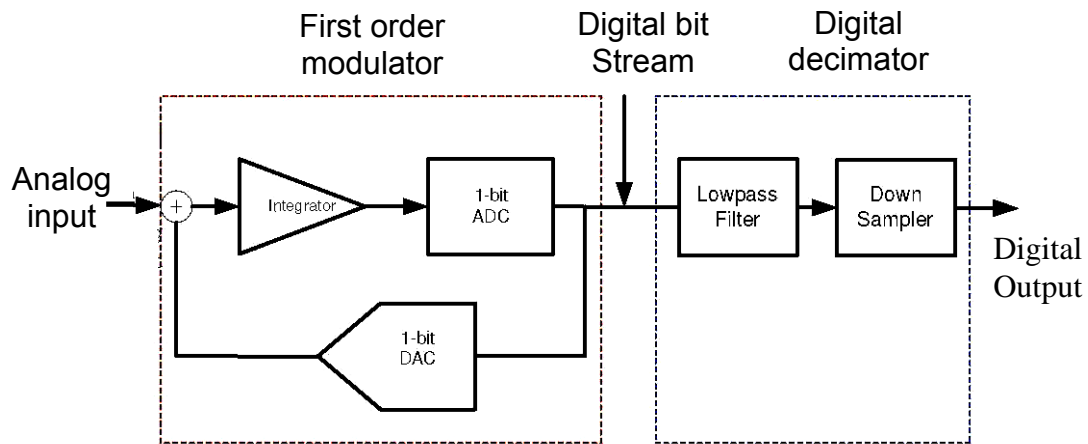 First order
modulator
Digital bit
Stream
Digital
decimator
Analog
input
+
Integrator
1-bit
ADC
Lowpass
Filter
Down
Sampler
Digital
Output
1-bit
DAC